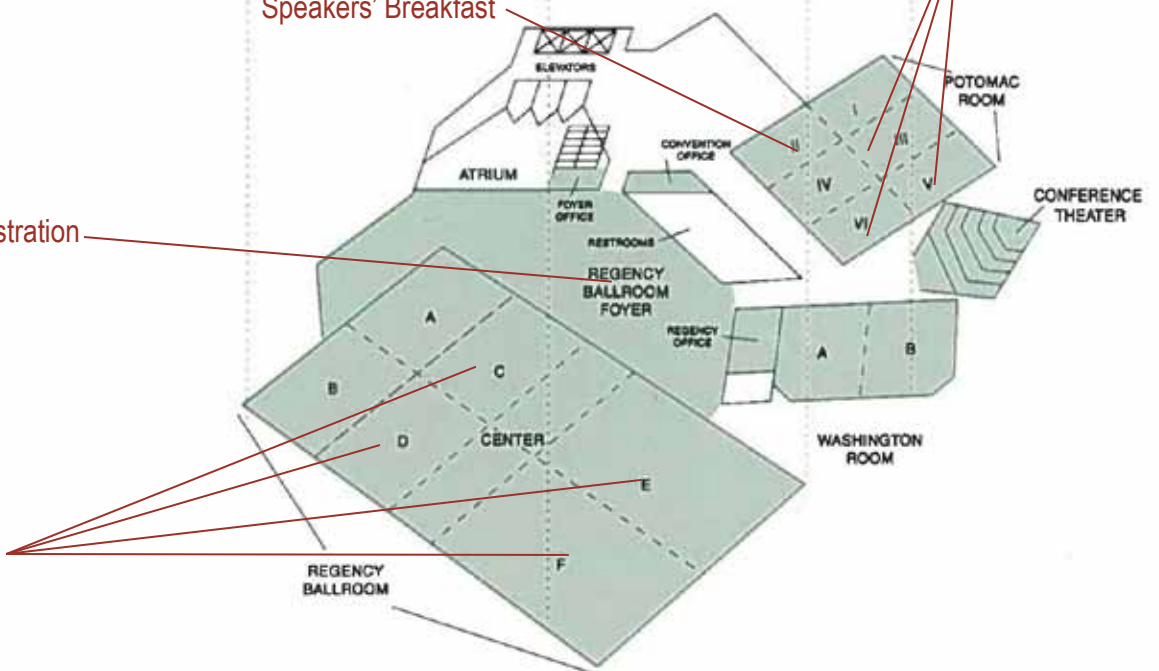 Speakers’ Breakfast
ELEVATORS
POTOMAC
ROOM
I
II
III
CONVENTION
OFFICE
ATRIUM
IV
V
CONFERENCE
THEATER
FOYER
OFFICE
VI
stration
RESTROOMS
REGENCY
BALLROOM
FOYER
A
REGENCY
OFFICE
A
B
C
B
D
CENTER
WASHINGTON
ROOM
E
F
REGENCY
BALLROOM